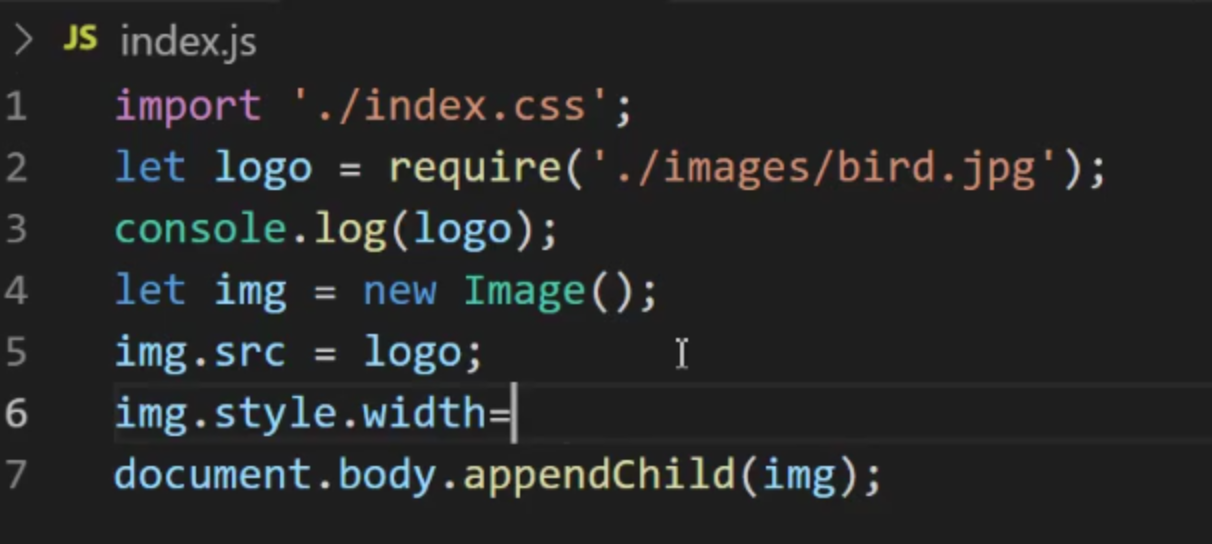 > JS index.js
1 import './index.css';
2 let logo = require('./images/bird.jpg');
3 console.log(logo);
4 let img = new Image();
5 img.src = logo;
6 img.style.width=
7 document.body.appendChild(img);